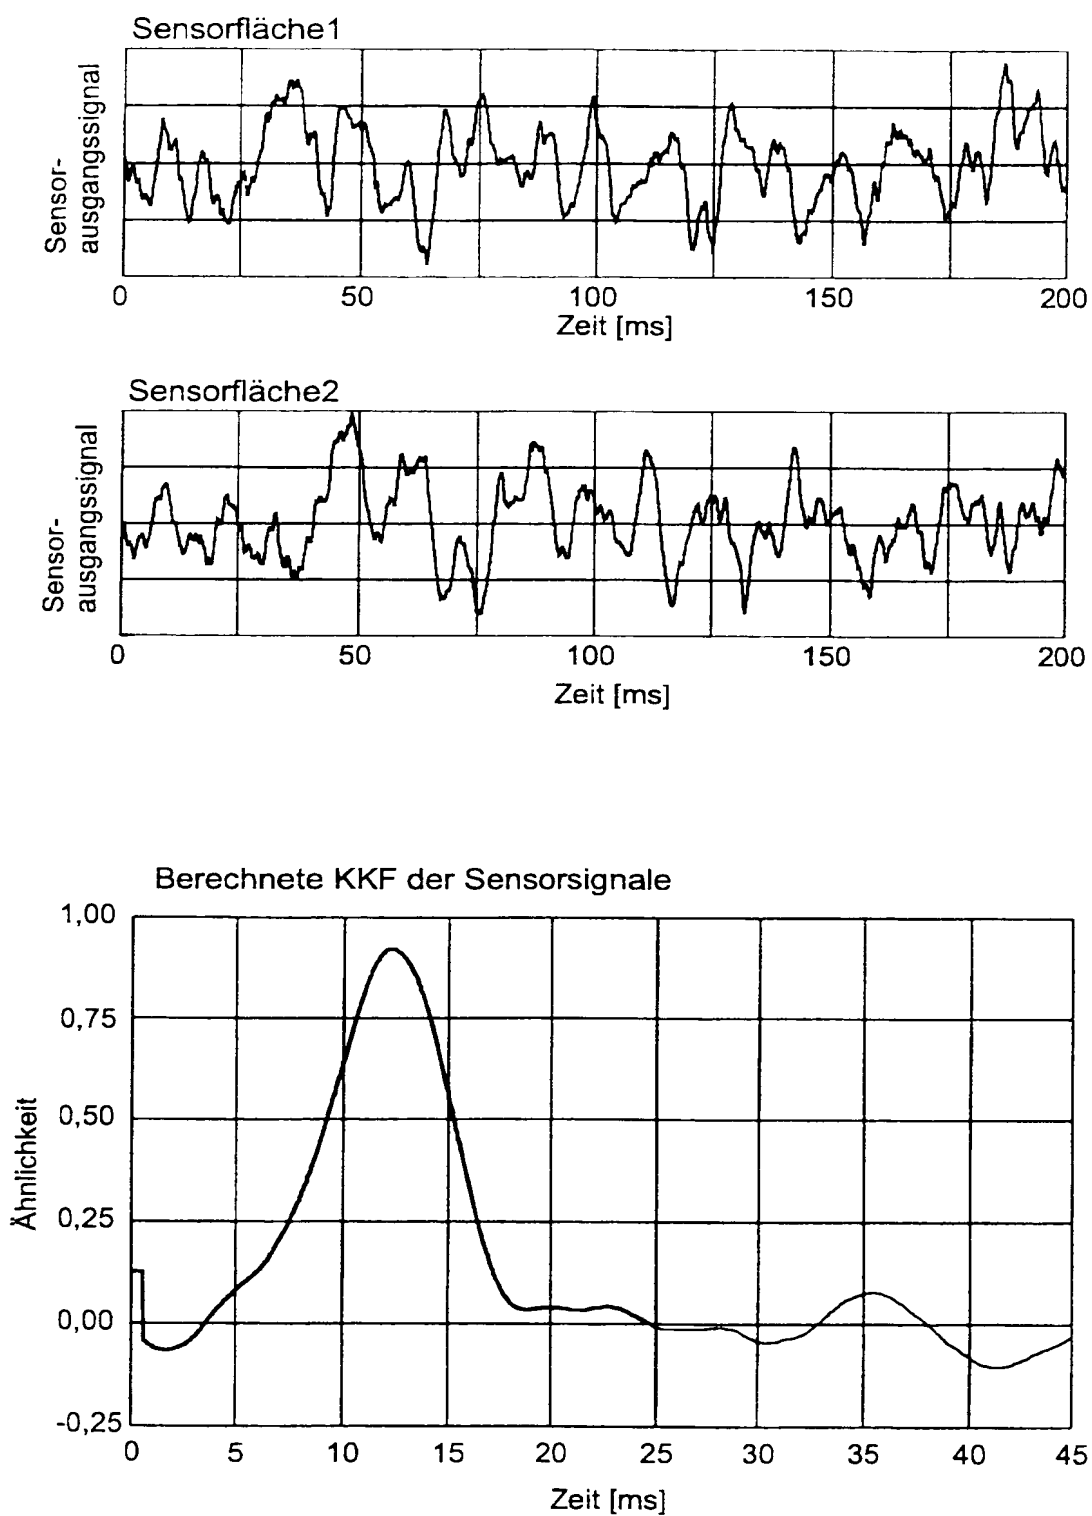 Sensorfläche1
Sensor-
ausgangssignal
0 50 100 150 200
Zeit [ms]
Sensorfläche2
Sensor-
ausgangssignal
0 50 100 150 200
Zeit [ms]
Berechnete KKF der Sensorsignale
Ähnlichkeit
1,00
0,75
0,50
0,25
0,00
-0,25
0 5 10 15 20 25 30 35 40 45
Zeit [ms]